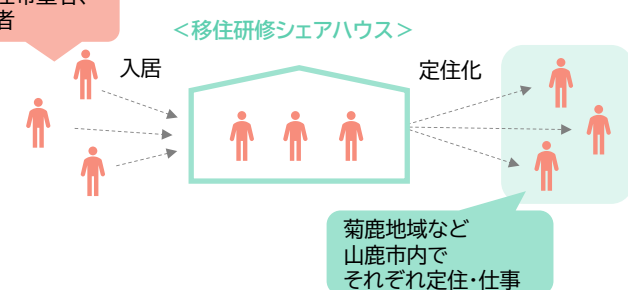 者
＜移住研修シェアハウス＞
入居
定住化
菊鹿地域など
山鹿市内で
それぞれ定住・仕事